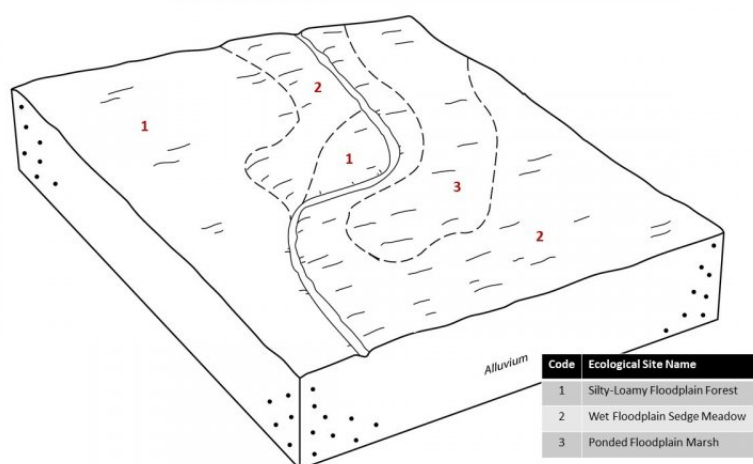 2
1
1
3
2
Alluvium
Code Ecological Site Name
1 Silty-Loamy Floodplain Forest
2 Wet Floodplain Sedge Meadow
3 Ponded Floodplain Marsh